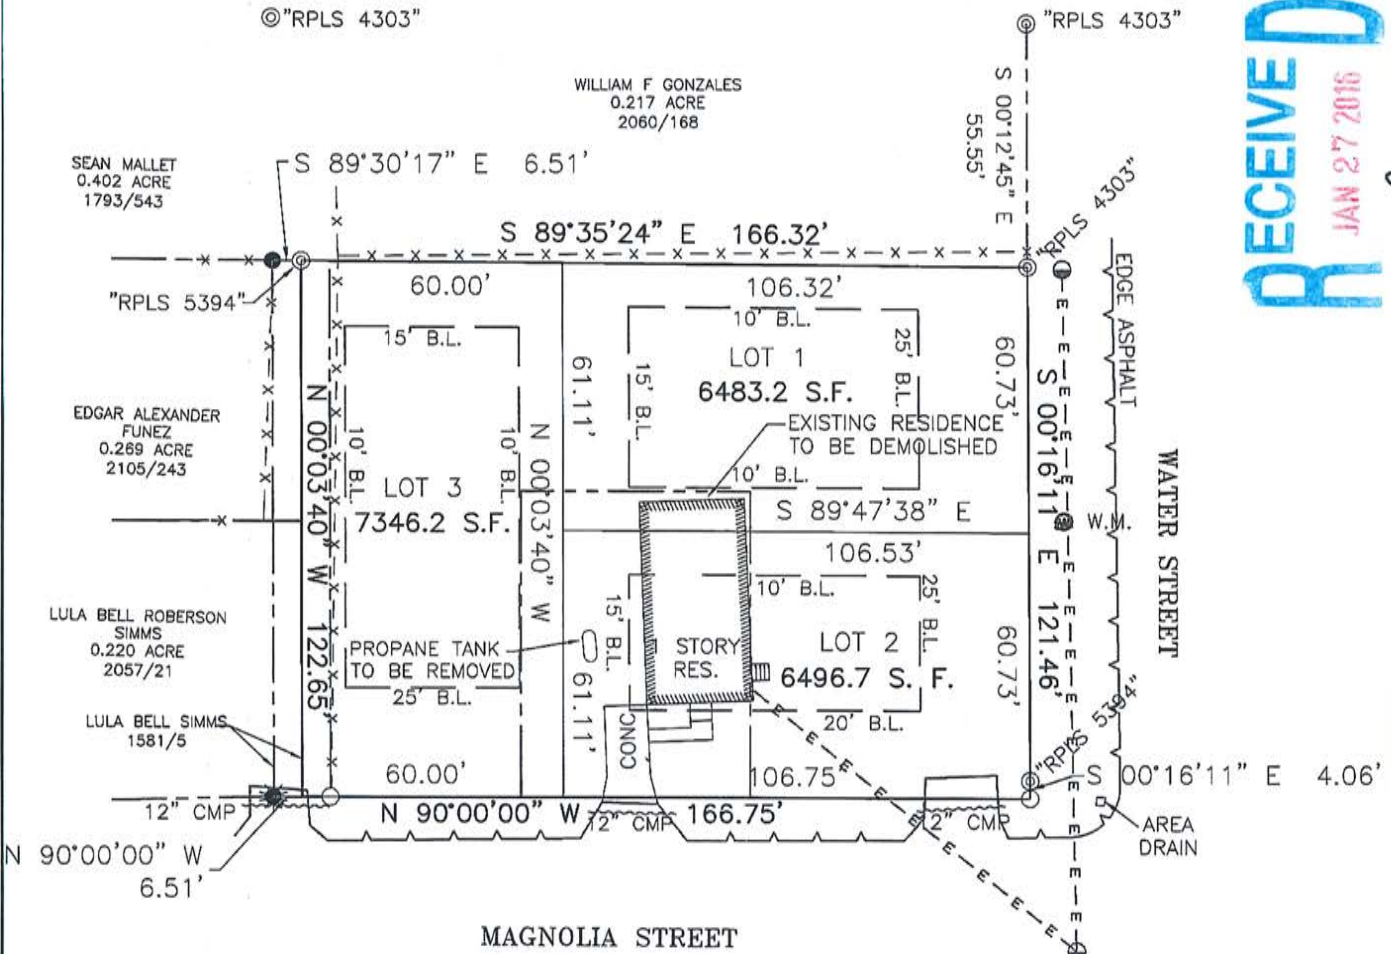 "RPLS 4303"
"RPLS 4303"
RECEIVED
JAN 27 2016
WILLIAM F GONZALES
0.217 ACRE
2060/168
S 00°12'45" E
55.55'
SEAN MALLET
0.402 ACRE
1793/543
S 89°30'17" E 6.51'
"RPLS 4303"
S 89°35'24" E 166.32'
"RPLS 5394"
60.00'
106.32'
EDGE ASPHALT
15' B.L.
10' B.L.
25' B.L.
LOT 1
6483.2 S.F.
15' B.L.
61.11'
60.73'
S 00°16'11" E 121.46'
EDGAR ALEXANDER
FUNEZ
0.269 ACRE
2105/243
N 00°03'40" W 122.65'
10' B.L.
10' B.L.
N 00°03'40" W
EXISTING RESIDENCE
TO BE DEMOLISHED
10' B.L.
LOT 3
7346.2 S.F.
S 89°47'38" E
W.M.
WATER STREET
106.53'
10' B.L.
25' B.L.
15' B.L.
LULA BELL ROBERSON
SIMMS
0.220 ACRE
2057/21
PROPANE TANK
TO BE REMOVED
STORY
RES.
LOT 2
6496.7 S. F.
60.73'
25' B.L.
61.11'
20' B.L.
LULA BELL SIMMS
1581/5
CONC
"RPLS 5394"
60.00'
106.75'
S 00°16'11" E 4.06'
12" CMP
N 90°00'00" W 166.75'
12" CMP
12" CMP
AREA
DRAIN
N 90°00'00" W
6.51'
MAGNOLIA STREET